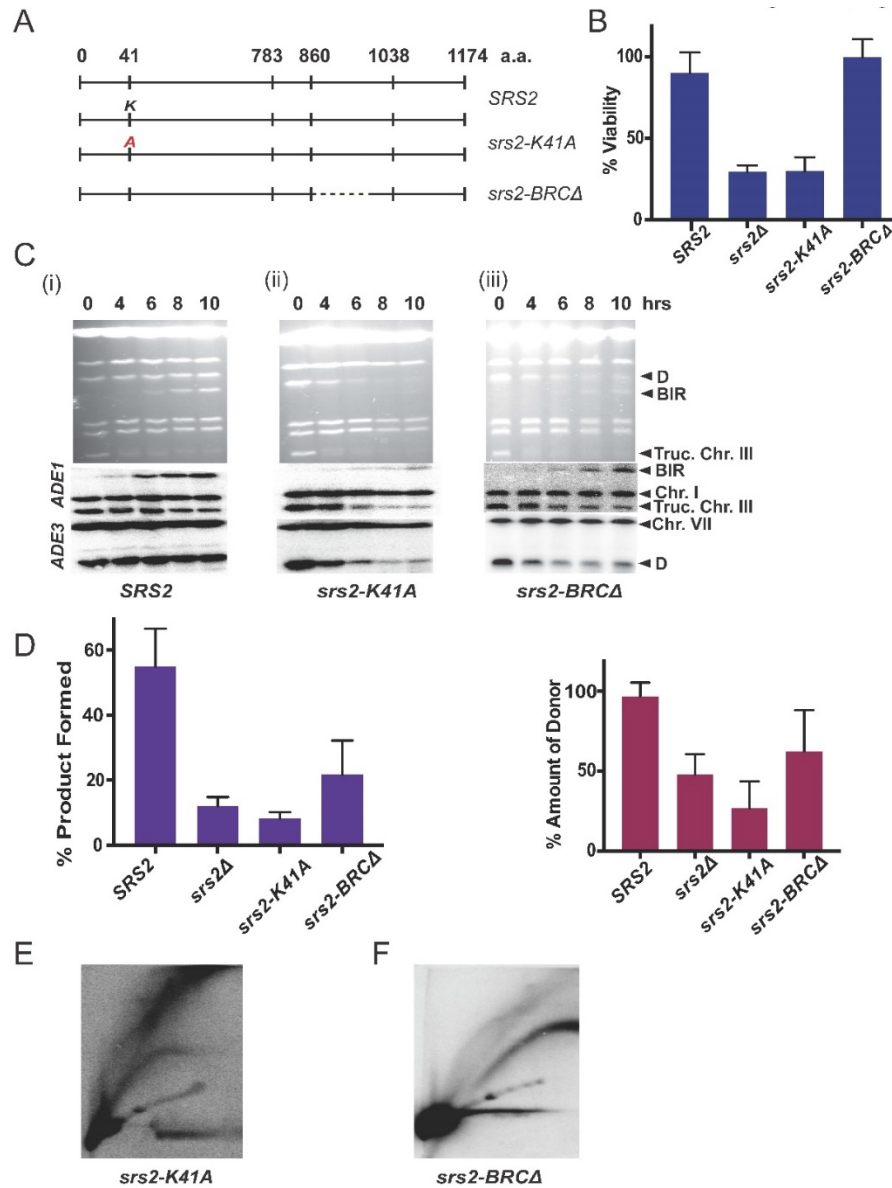 A
0 41 783 860 1038 1174 a.a.
SRS2
K
srs2-K41A
A
srs2-BRCΔ
B
% Viability
100
50
0
SRS2
srs2Δ
srs2-K41A
srs2-BRCΔ
C
(i) (ii) (iii)
0 4 6 8 10 0 4 6 8 10 0 4 6 8 10 hrs
D
BIR
Truc. Chr. III
BIR
ADE1
Chr. I
Truc. Chr. III
Chr. VII
ADE3
D
SRS2 srs2-K41A srs2-BRCΔ
D
% Product Formed
60
40
20
0
SRS2
srs2Δ
srs2-K41A
srs2-BRCΔ
% Amount of Donor
100
50
0
SRS2
srs2Δ
srs2-K41A
srs2-BRCΔ
E
srs2-K41A
F
srs2-BRCΔ